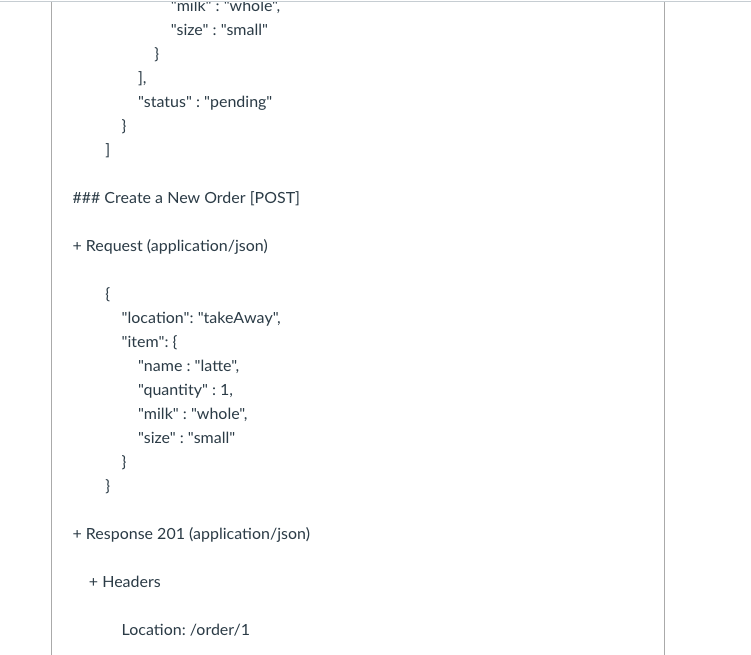 "milk" : "whole",
"size" : "small"
}
],
"status" : "pending"
}
]
### Create a New Order [POST]
+ Request (application/json)
{
"location": "takeAway",
"item": {
"name : "latte",
"quantity" : 1,
"milk" : "whole",
"size" : "small"
}
}
+ Response 201 (application/json)
+ Headers
Location: /order/1